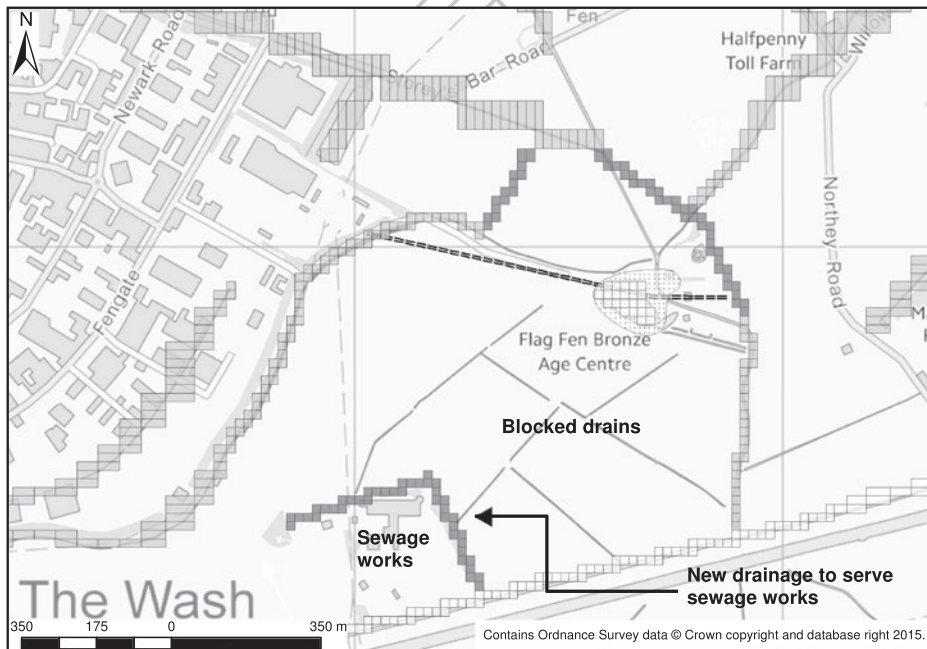 N
Fen
Halfpenny
Toll Farm
Willow
Newark Road
Storey's Bar Road
Northey Road
Fengate
Flag Fen Bronze
Age Centre
Blocked drains
Sewage
works
New drainage to serve
sewage works
The Wash
350 175 0 350 m
Contains Ordnance Survey data © Crown copyright and database right 2015.